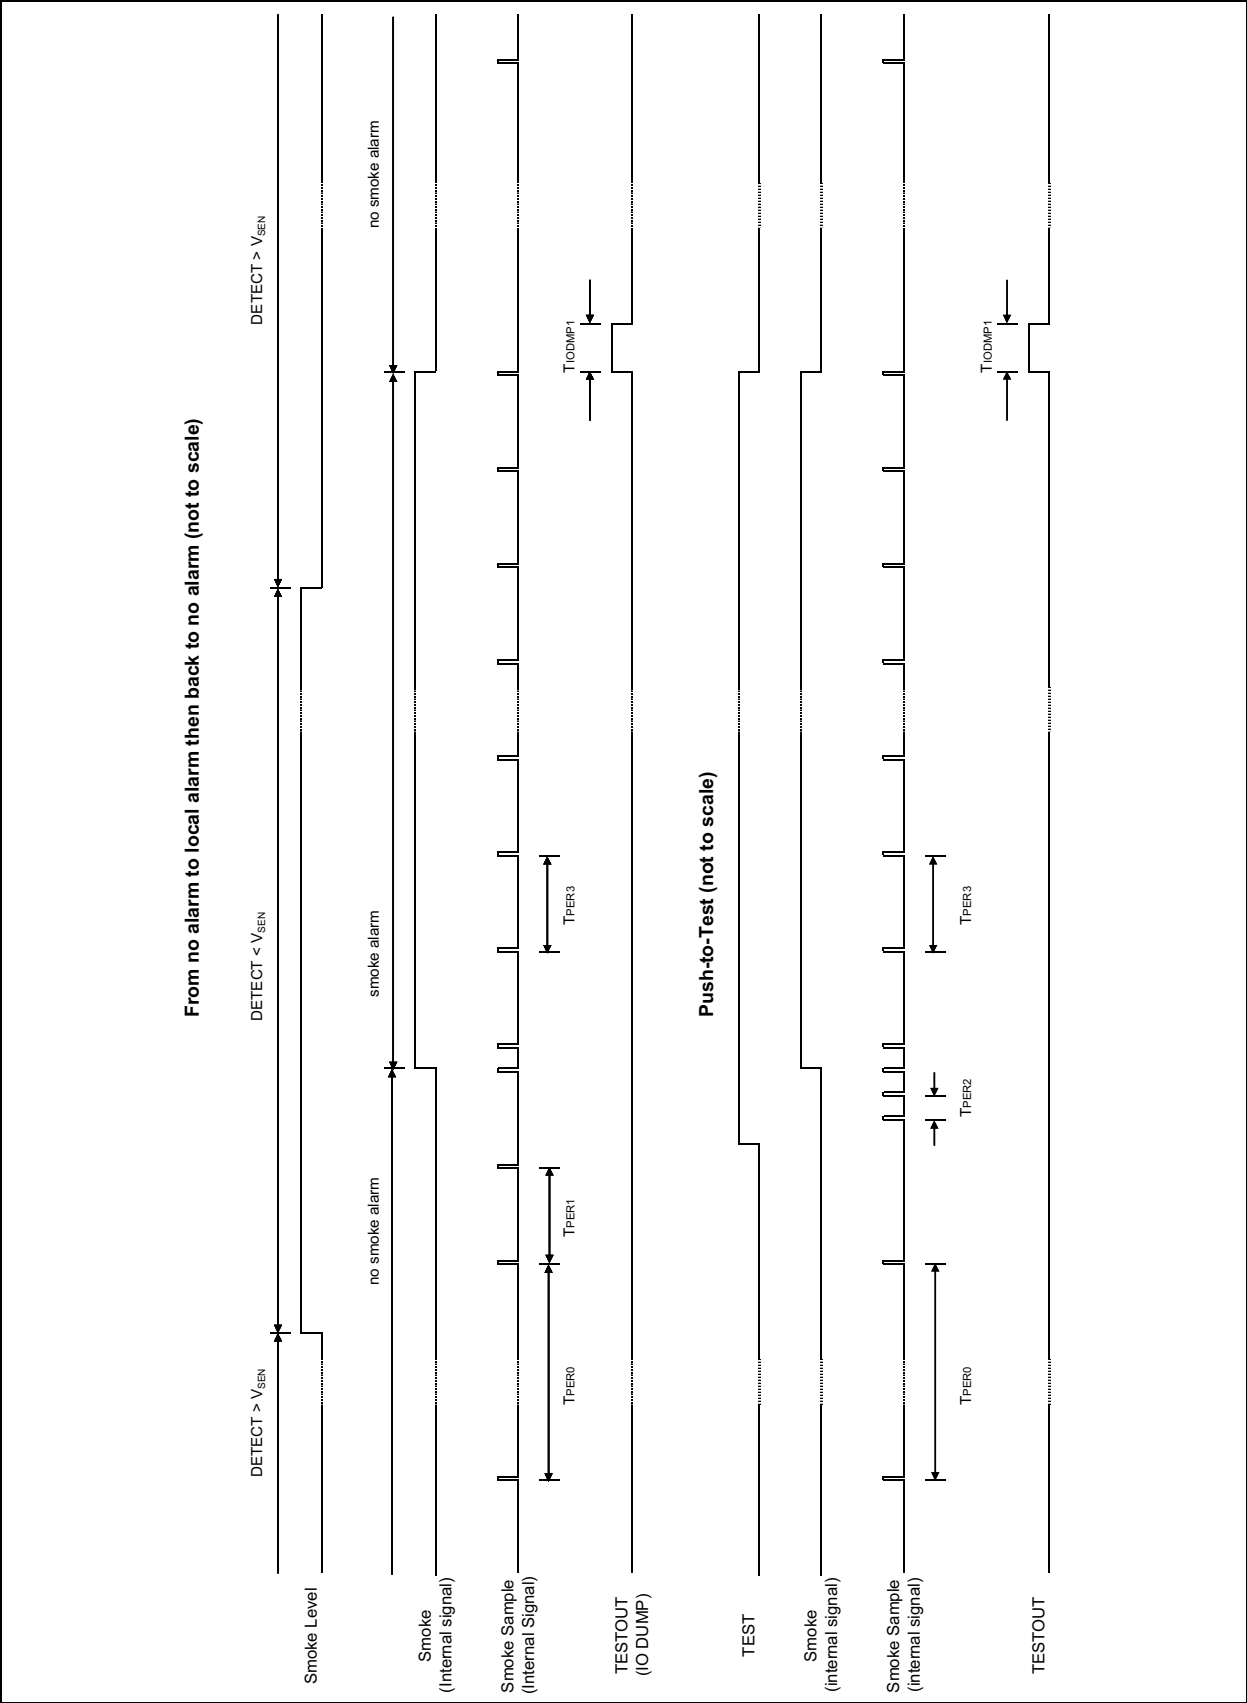 From no alarm to local alarm then back to no alarm (not to scale)
DETECT > VSEN
DETECT < VSEN
DETECT > VSEN
Smoke Level
no smoke alarm
smoke alarm
no smoke alarm
Smoke
(Internal signal)
Smoke Sample
(Internal Signal)
TPER0
TPER1
TPER3
TIODMP1
TESTOUT
(IO DUMP)
Push-to-Test (not to scale)
TEST
Smoke
(internal signal)
Smoke Sample
(internal signal)
TPER0
TPER2
TPER3
TIODMP1
TESTOUT